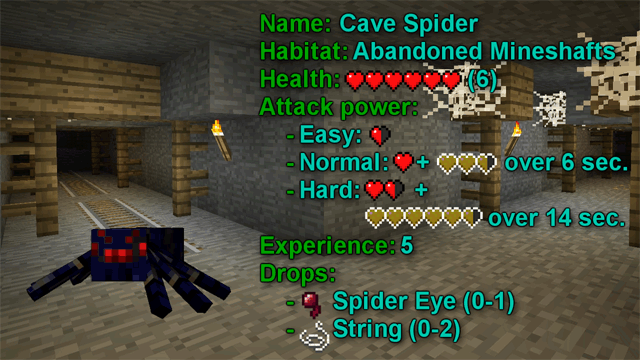 Name: Cave Spider
Habitat: Abandoned Mineshafts
Health: (6)
Attack power:
- Easy:
- Normal: + over 6 sec.
- Hard: +
over 14 sec.
Experience: 5
Drops:
- Spider Eye (0-1)
- String (0-2)